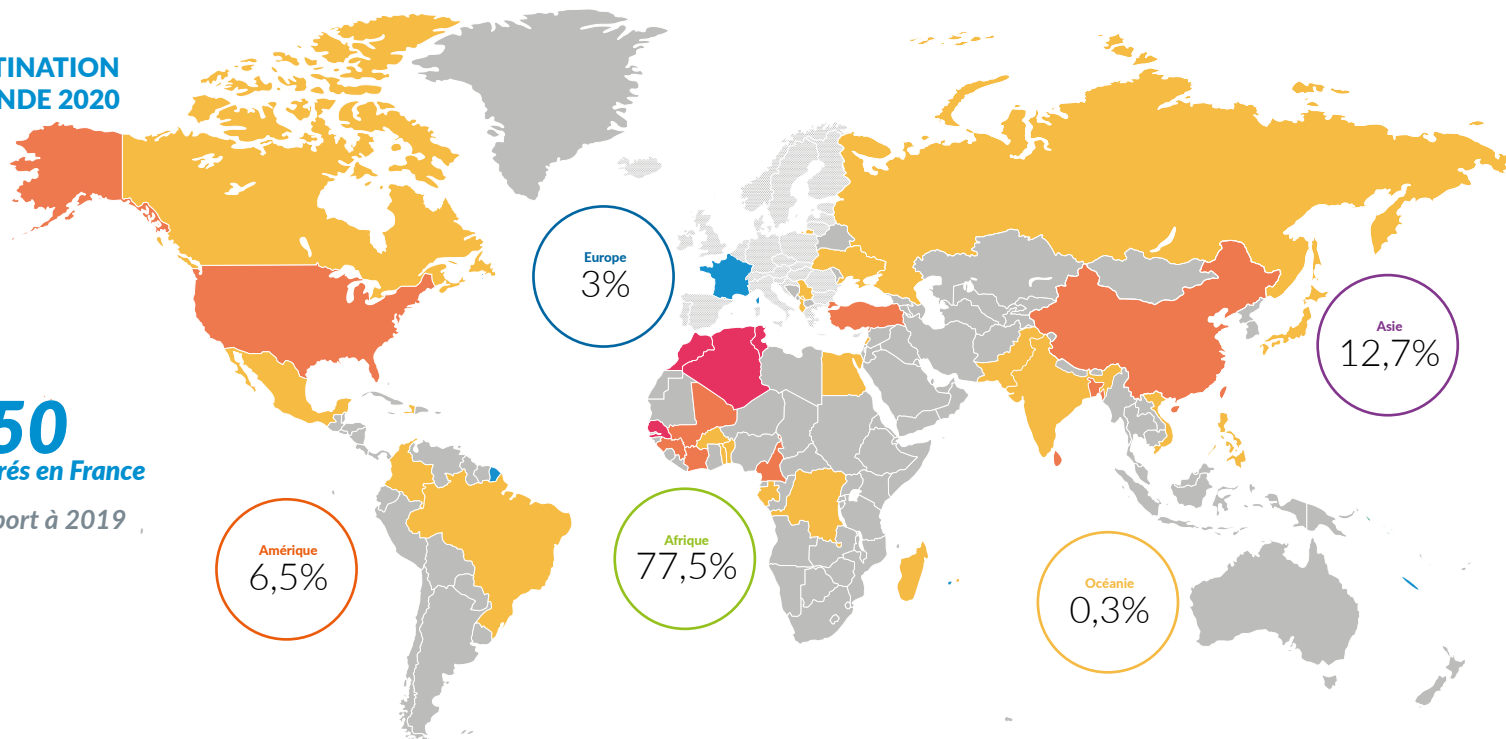 TINATION
NDE 2020
50
rés en France
port à 2019
Europe
3%
Asie
12,7%
Amérique
6,5%
Afrique
77,5%
Océanie
0,3%